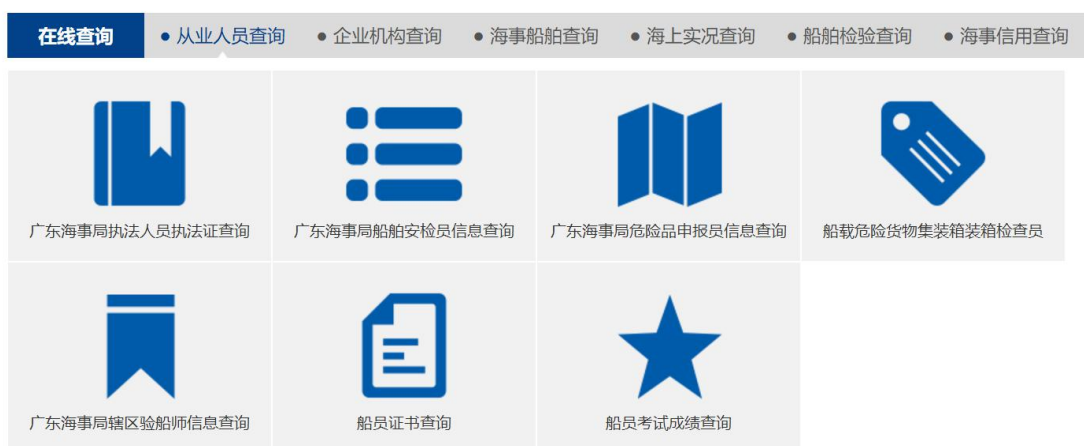 在线查询
从业人员查询
企业机构查询
海事船舶查询
海上实况查询
船舶检验查询
海事信用查询
广东海事局执法人员执法证查询
广东海事局船舶安检员信息查询
广东海事局危险品申报员信息查询
船载危险货物集装箱装箱检查员
广东海事局辖区验船师信息查询
船员证书查询
船员考试成绩查询